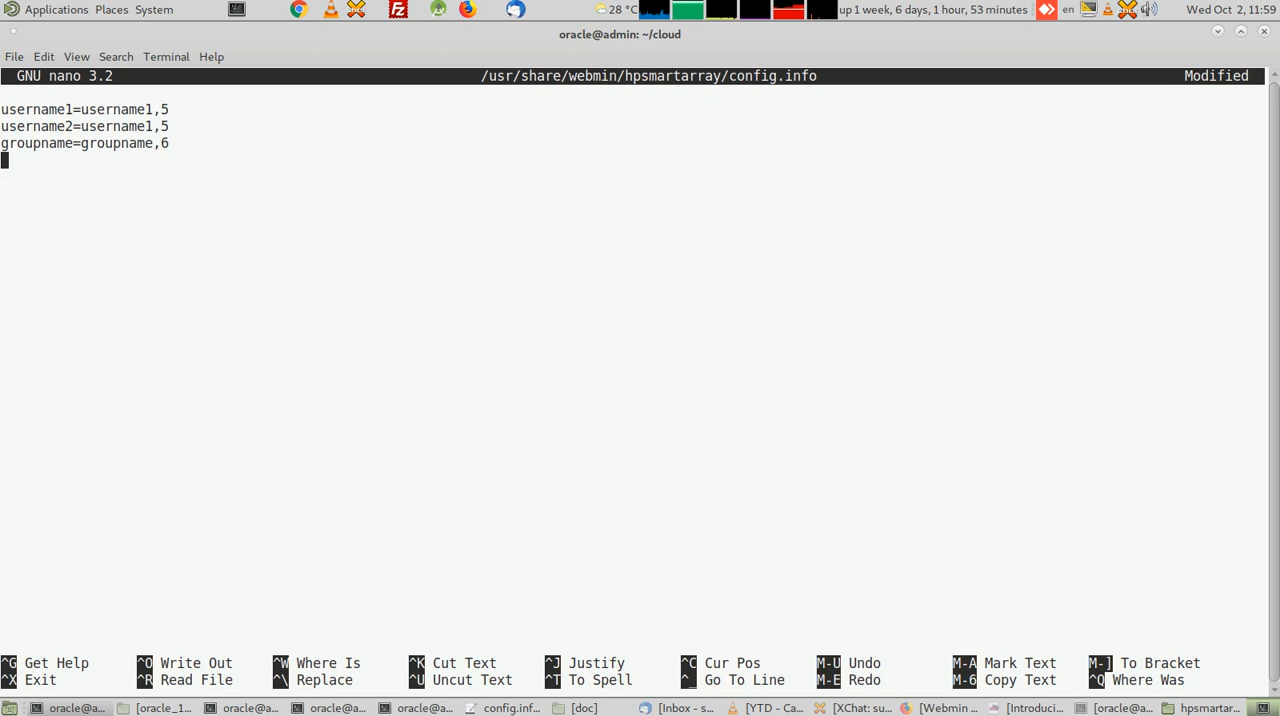 Applications Places System 28 °C up 1 week, 6 days, 1 hour, 53 minutes en Wed Oct 2, 11:59
oracle@admin: ~/cloud
File Edit View Search Terminal Help
GNU nano 3.2 /usr/share/webmin/hpsmartarray/config.info Modified
username1=username1,5
username2=username1,5
groupname=groupname,6
^G Get Help ^O Write Out ^W Where Is ^K Cut Text ^J Justify ^C Cur Pos M-U Undo M-A Mark Text M-] To Bracket
^X Exit ^R Read File ^\ Replace ^U Uncut Text ^T To Spell ^_ Go To Line M-E Redo M-6 Copy Text ^Q Where Was
oracle@a... [oracle_1... oracle@a... oracle@a... oracle@a... config.inf... [doc] [Inbox - s... [YTD - Ca... [XChat: su... [Webmin ... [Introduci... [oracle@a... hpsmartar...